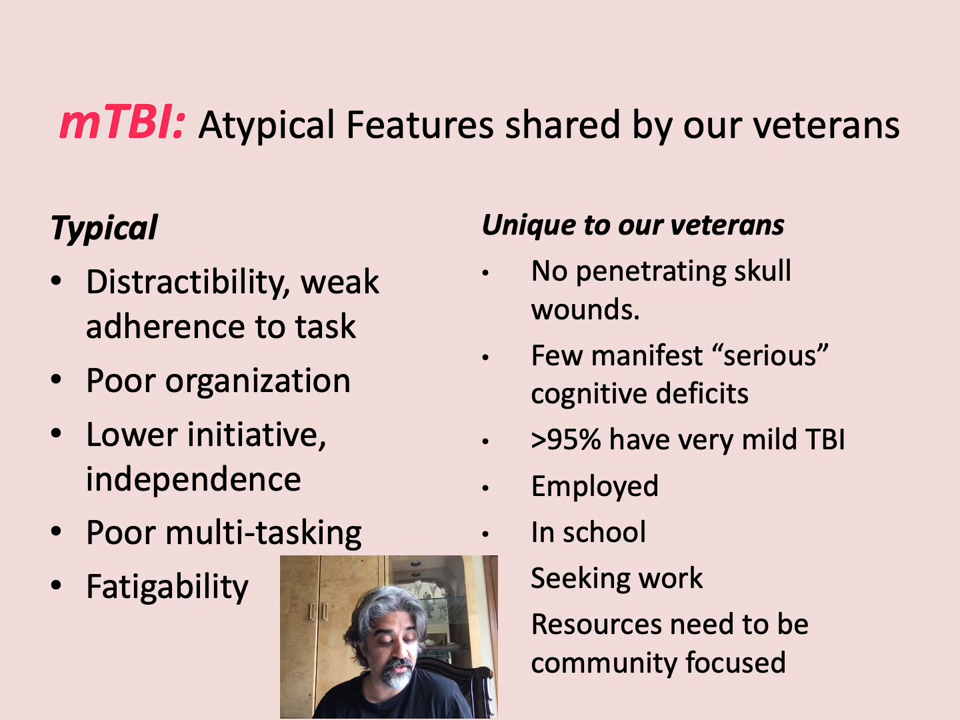 mTBI: Atypical Features shared by our veterans
Typical
• Distractibility, weak
adherence to task
• Poor organization
• Lower initiative,
independence
• Poor multi-tasking
• Fatigability
Unique to our veterans
• No penetrating skull
wounds.
• Few manifest “serious”
cognitive deficits
• >95% have very mild TBI
• Employed
• In school
Seeking work
Resources need to be
community focused